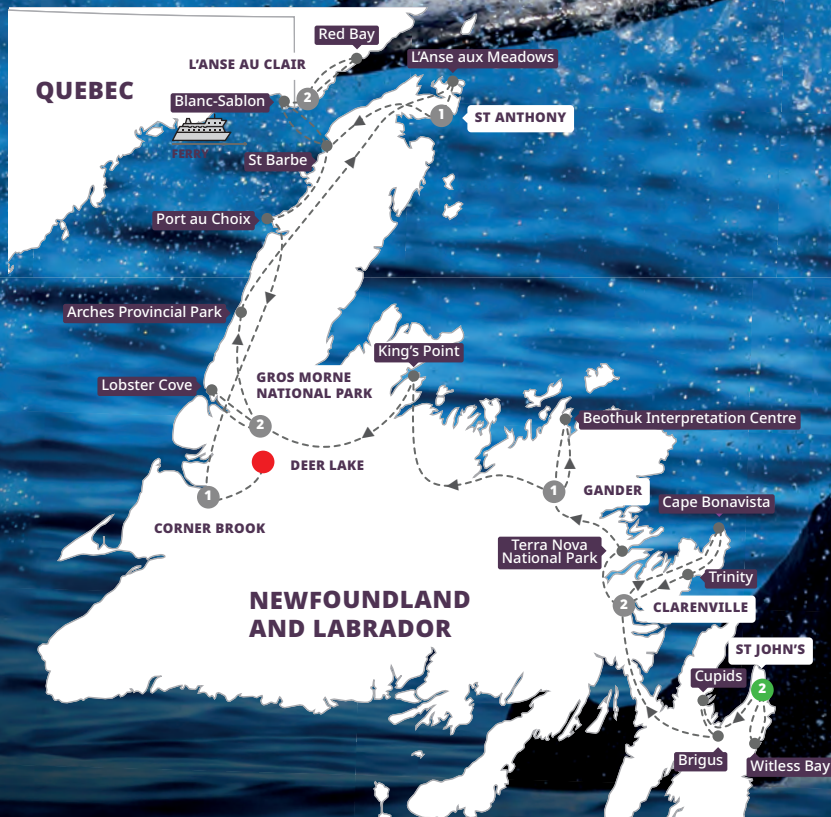 Red Bay
L'ANSE AU CLAIR
L'Anse aux Meadows
QUEBEC
Blanc-Sablon
2
1
ST ANTHONY
FERRY
St Barbe
Port au Choix
Arches Provincial Park
King's Point
Lobster Cove
GROS MORNE
NATIONAL PARK
2
Beothuk Interpretation Centre
DEER LAKE
1
CORNER BROOK
1
GANDER
Cape Bonavista
Terra Nova
National Park
Trinity
2
CLARENVILLE
NEWFOUNDLAND
AND LABRADOR
ST JOHN'S
Cupids
2
Brigus
Witless Bay